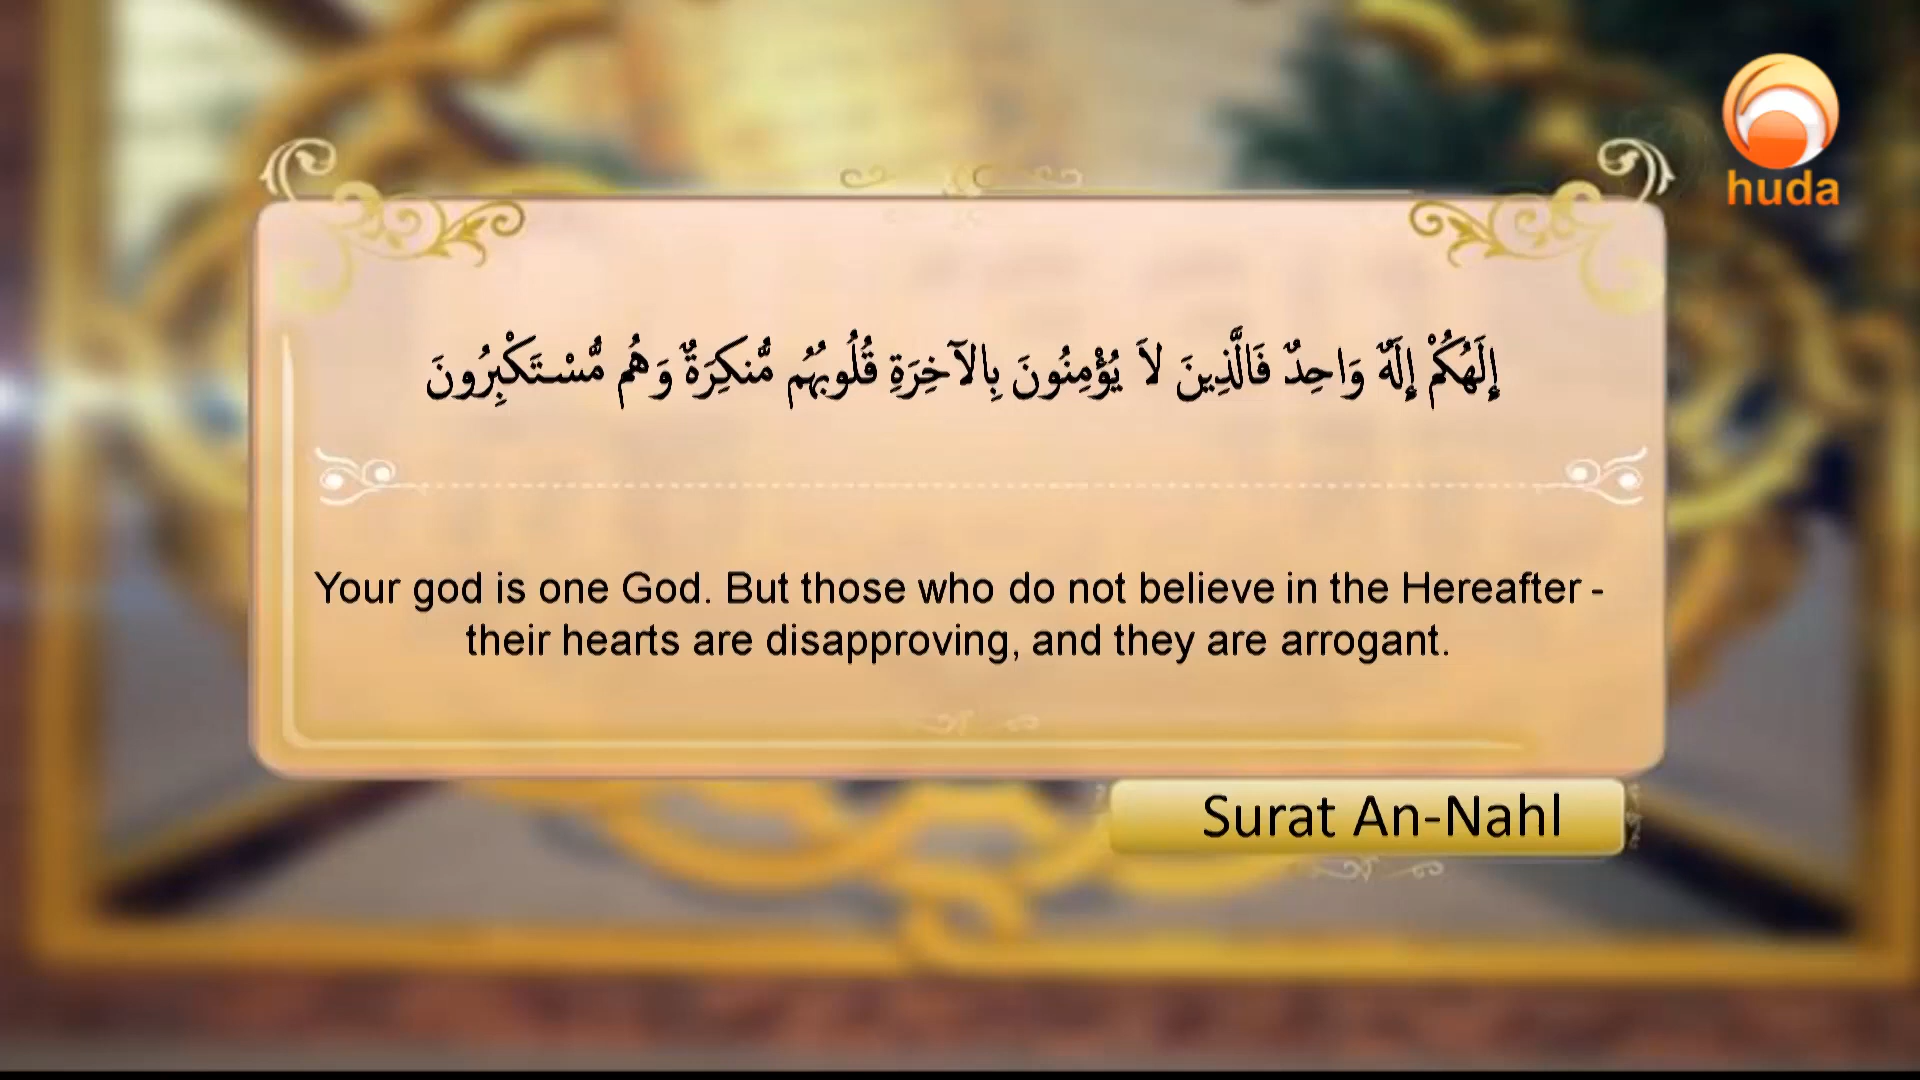 huda
إِلَهُكُمْ إِلَهٌ وَاحِدٌ فَالَّذِينَ لاَ يُؤْمِنُونَ بِالآخِرَةِ قُلُوبُهُم مُّنكِرَةٌ وَهُم مُّسْتَكْبِرُونَ
Your god is one God. But those who do not believe in the Hereafter -
their hearts are disapproving, and they are arrogant.
Surat An-Nahl